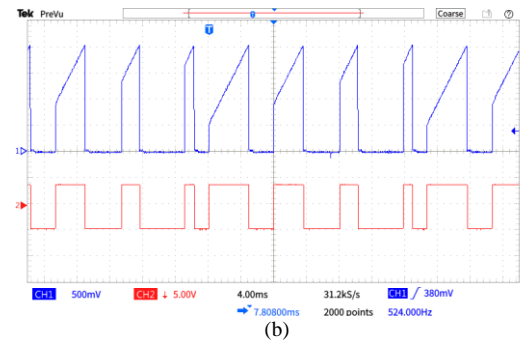 Tek PreVu Coarse
T
1
2
CH1 500mV CH2 ↓ 5.00V 4.00ms 31.2kS/s CH1 ∫ 380mV
7.80800ms 2000 points 524.000Hz
(b)